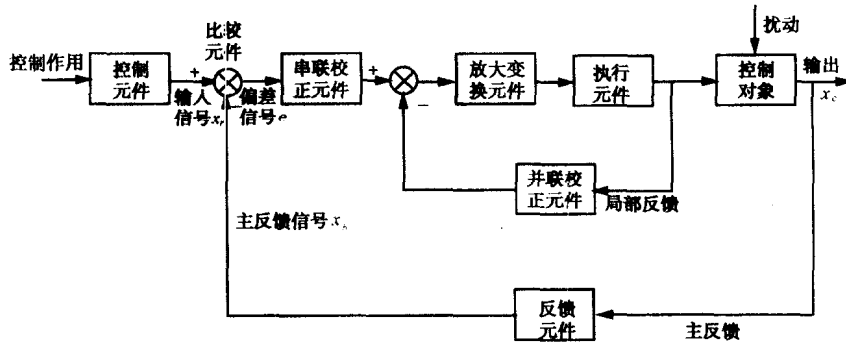 比较
元件
扰动
控制作用
控制
元件
+
输入
信号x_r
−
偏差
信号e
串联校
正元件
+
−
放大变
换元件
执行
元件
控制
对象
输出
x_c
并联校
正元件
局部反馈
主反馈信号x_b
反馈
元件
主反馈